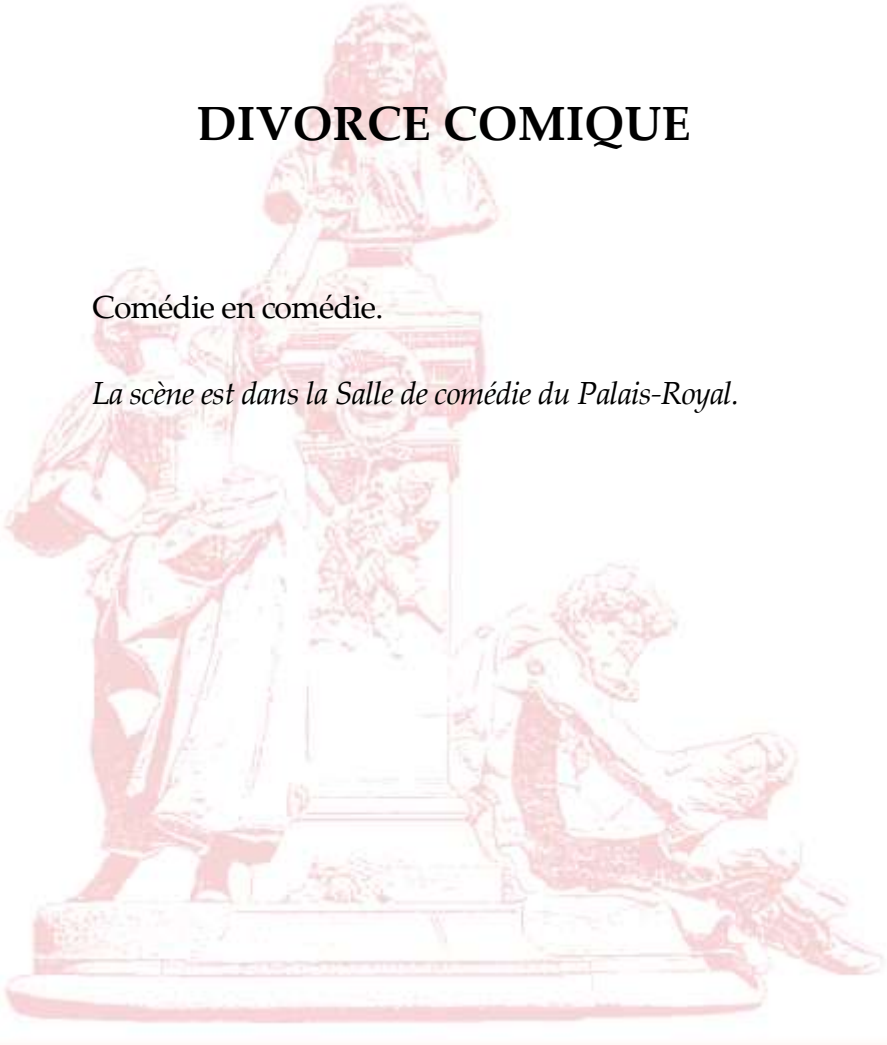 DIVORCE COMIQUE
Comédie en comédie.
La scène est dans la Salle de comédie du Palais-Royal.